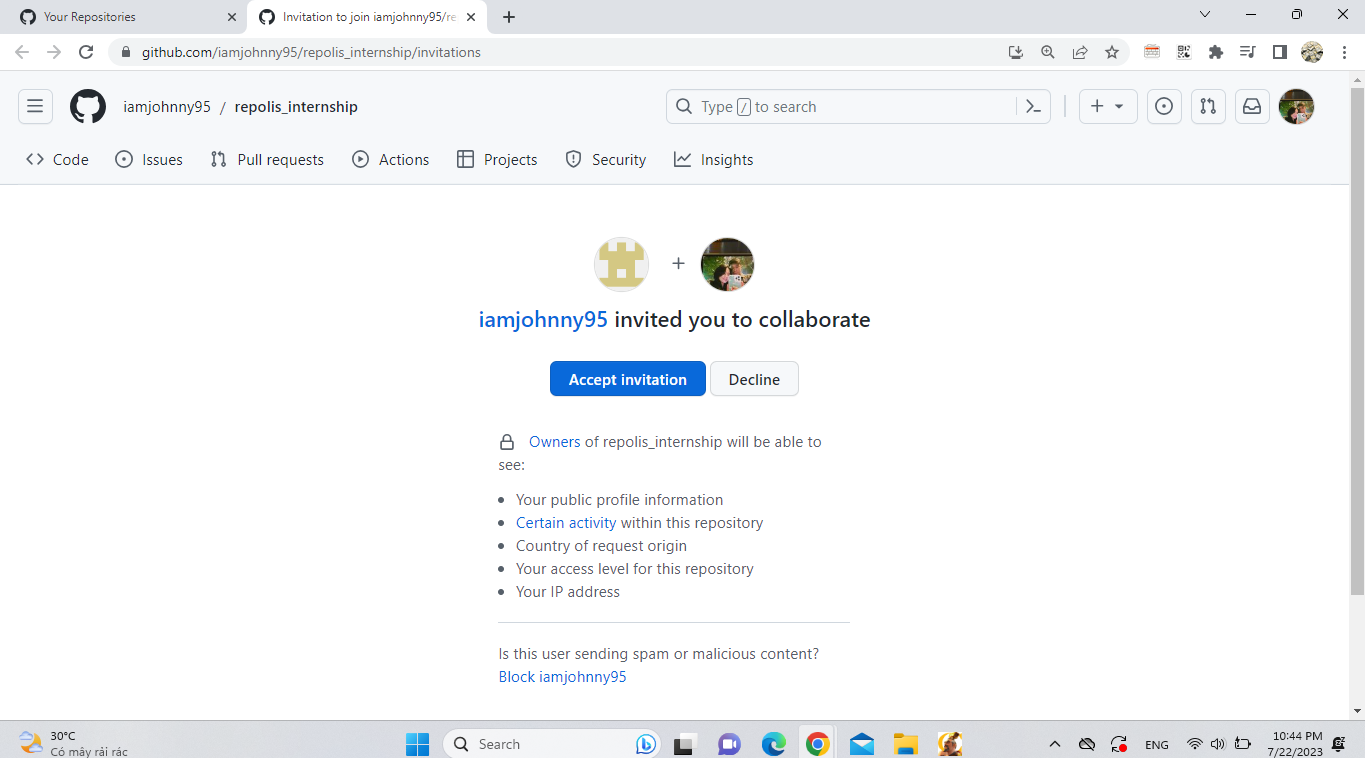 Your Repositories
Invitation to join iamjohnny95/re
github.com/iamjohnny95/repolis_internship/invitations
iamjohnny95 / repolis_internship
Type / to search
Code Issues Pull requests Actions Projects Security Insights
+
iamjohnny95 invited you to collaborate
Accept invitation Decline
Owners of repolis_internship will be able to
see:
Your public profile information
Certain activity within this repository
Country of request origin
Your access level for this repository
Your IP address
Is this user sending spam or malicious content?
Block iamjohnny95
30°C
Có mây rải rác
Search
ENG
10:44 PM
7/22/2023